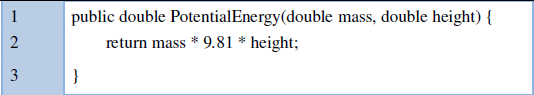 1 public double PotentialEnergy(double mass, double height) {
2 return mass * 9.81 * height;
3 }